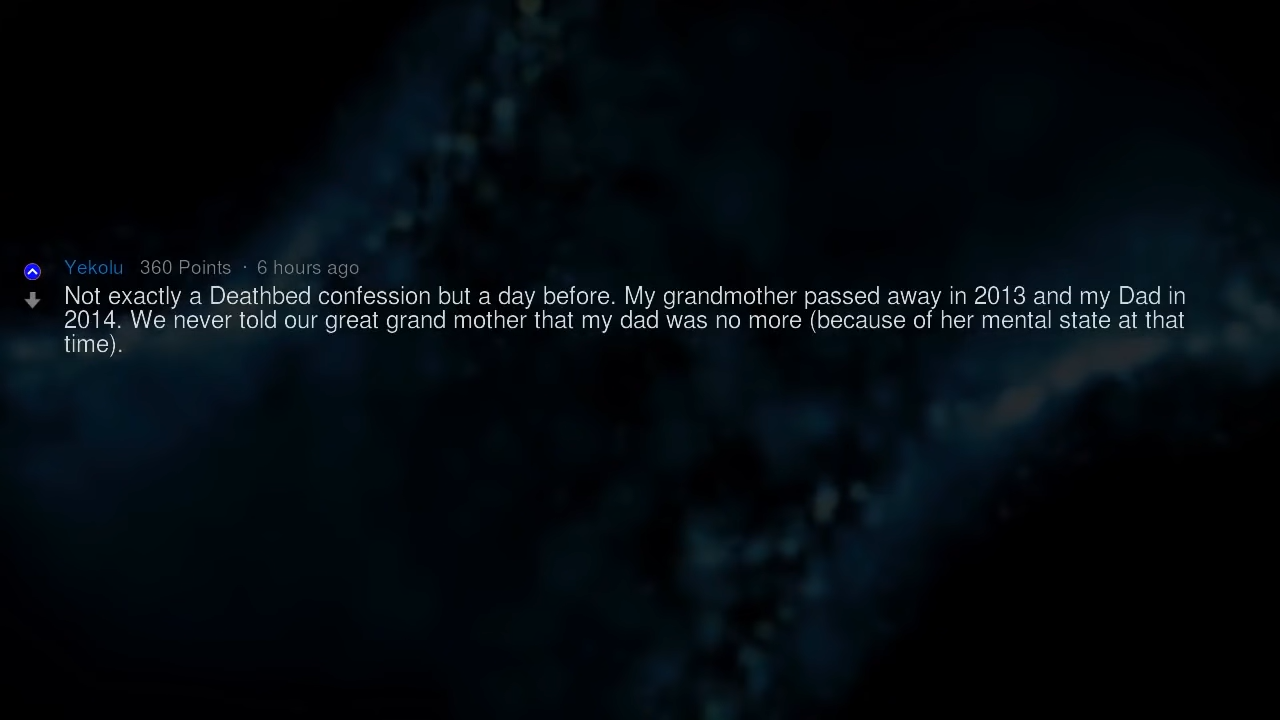 Yekolu 360 Points · 6 hours ago
Not exactly a Deathbed confession but a day before. My grandmother passed away in 2013 and my Dad in
2014. We never told our great grand mother that my dad was no more (because of her mental state at that
time).